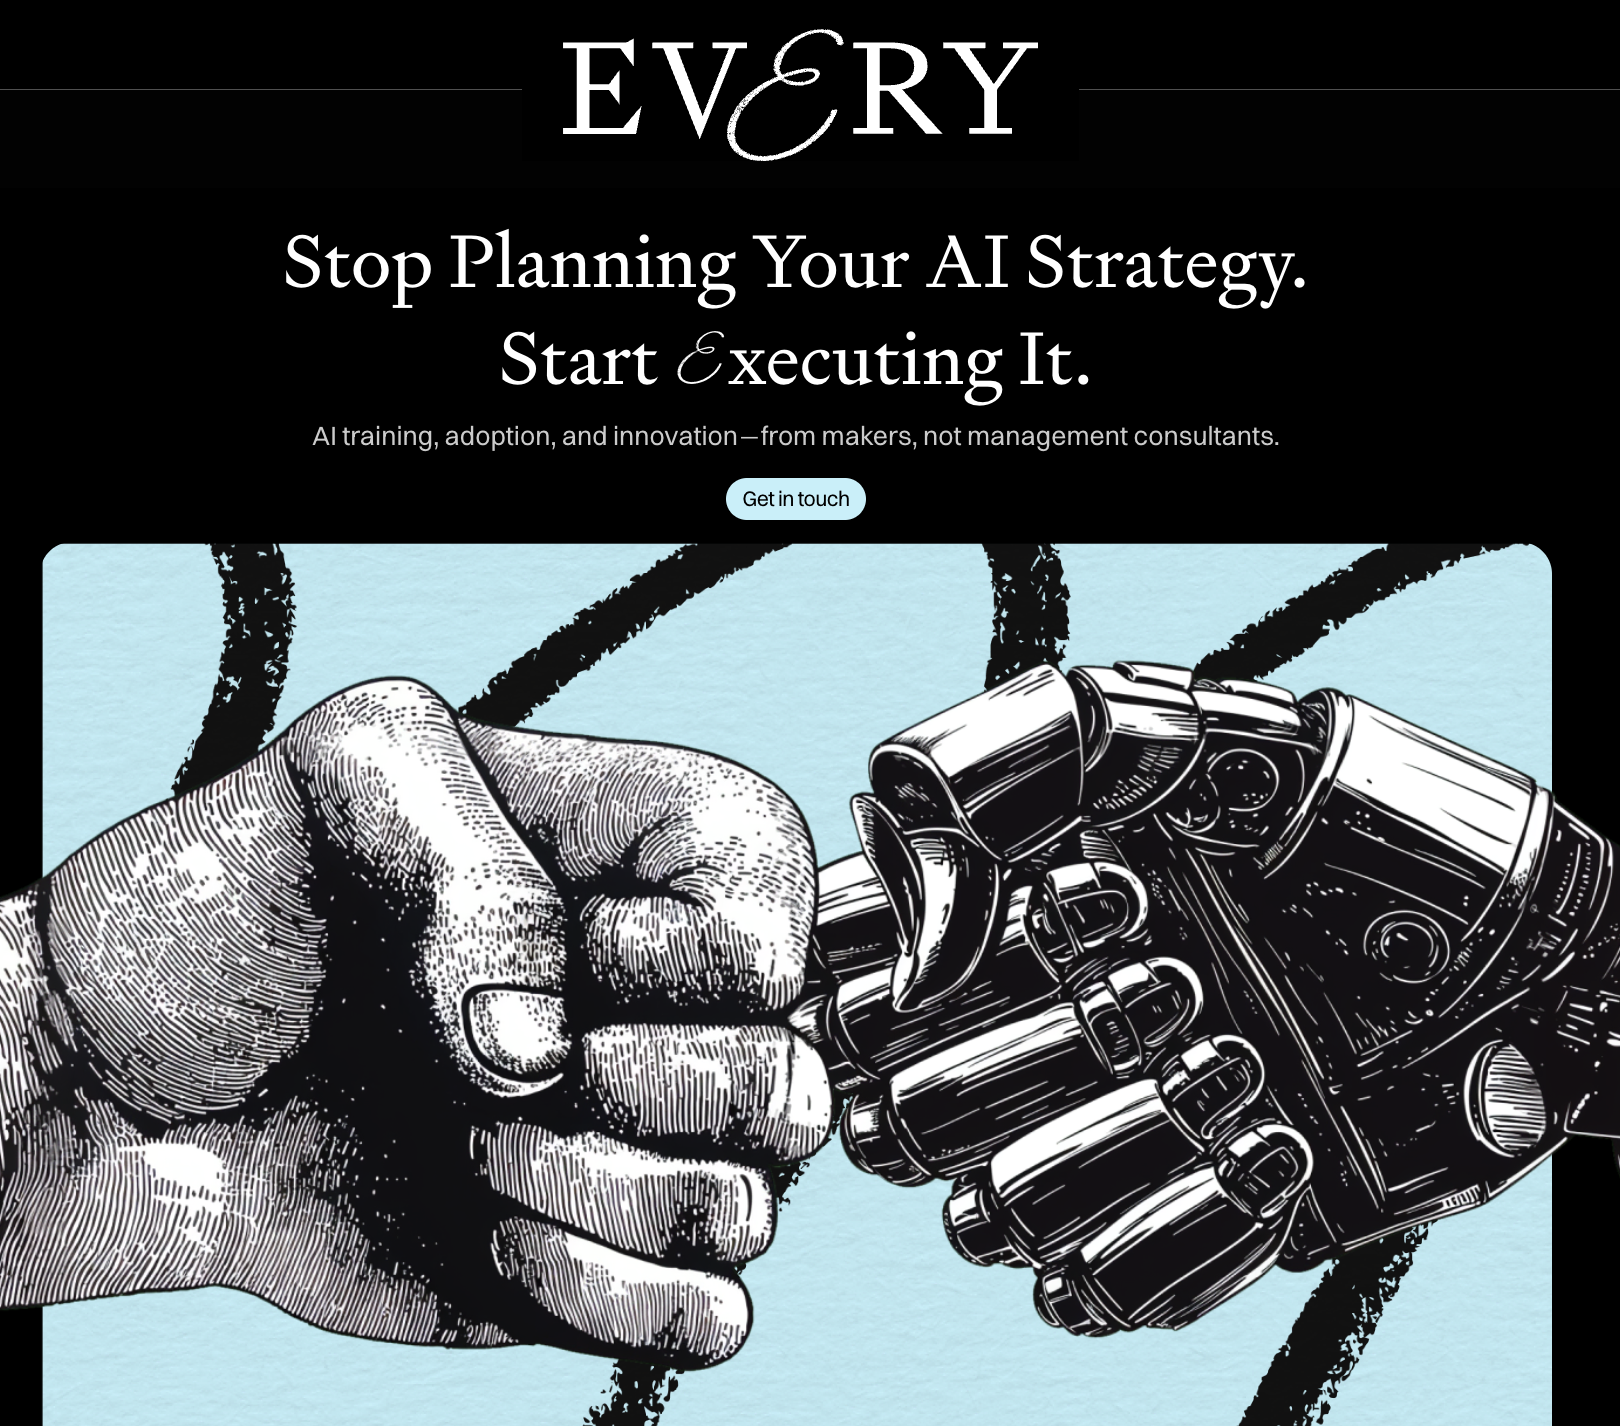 EVERY
Stop Planning Your AI Strategy.
Start Executing It.
AI training, adoption, and innovation—from makers, not management consultants.
Get in touch